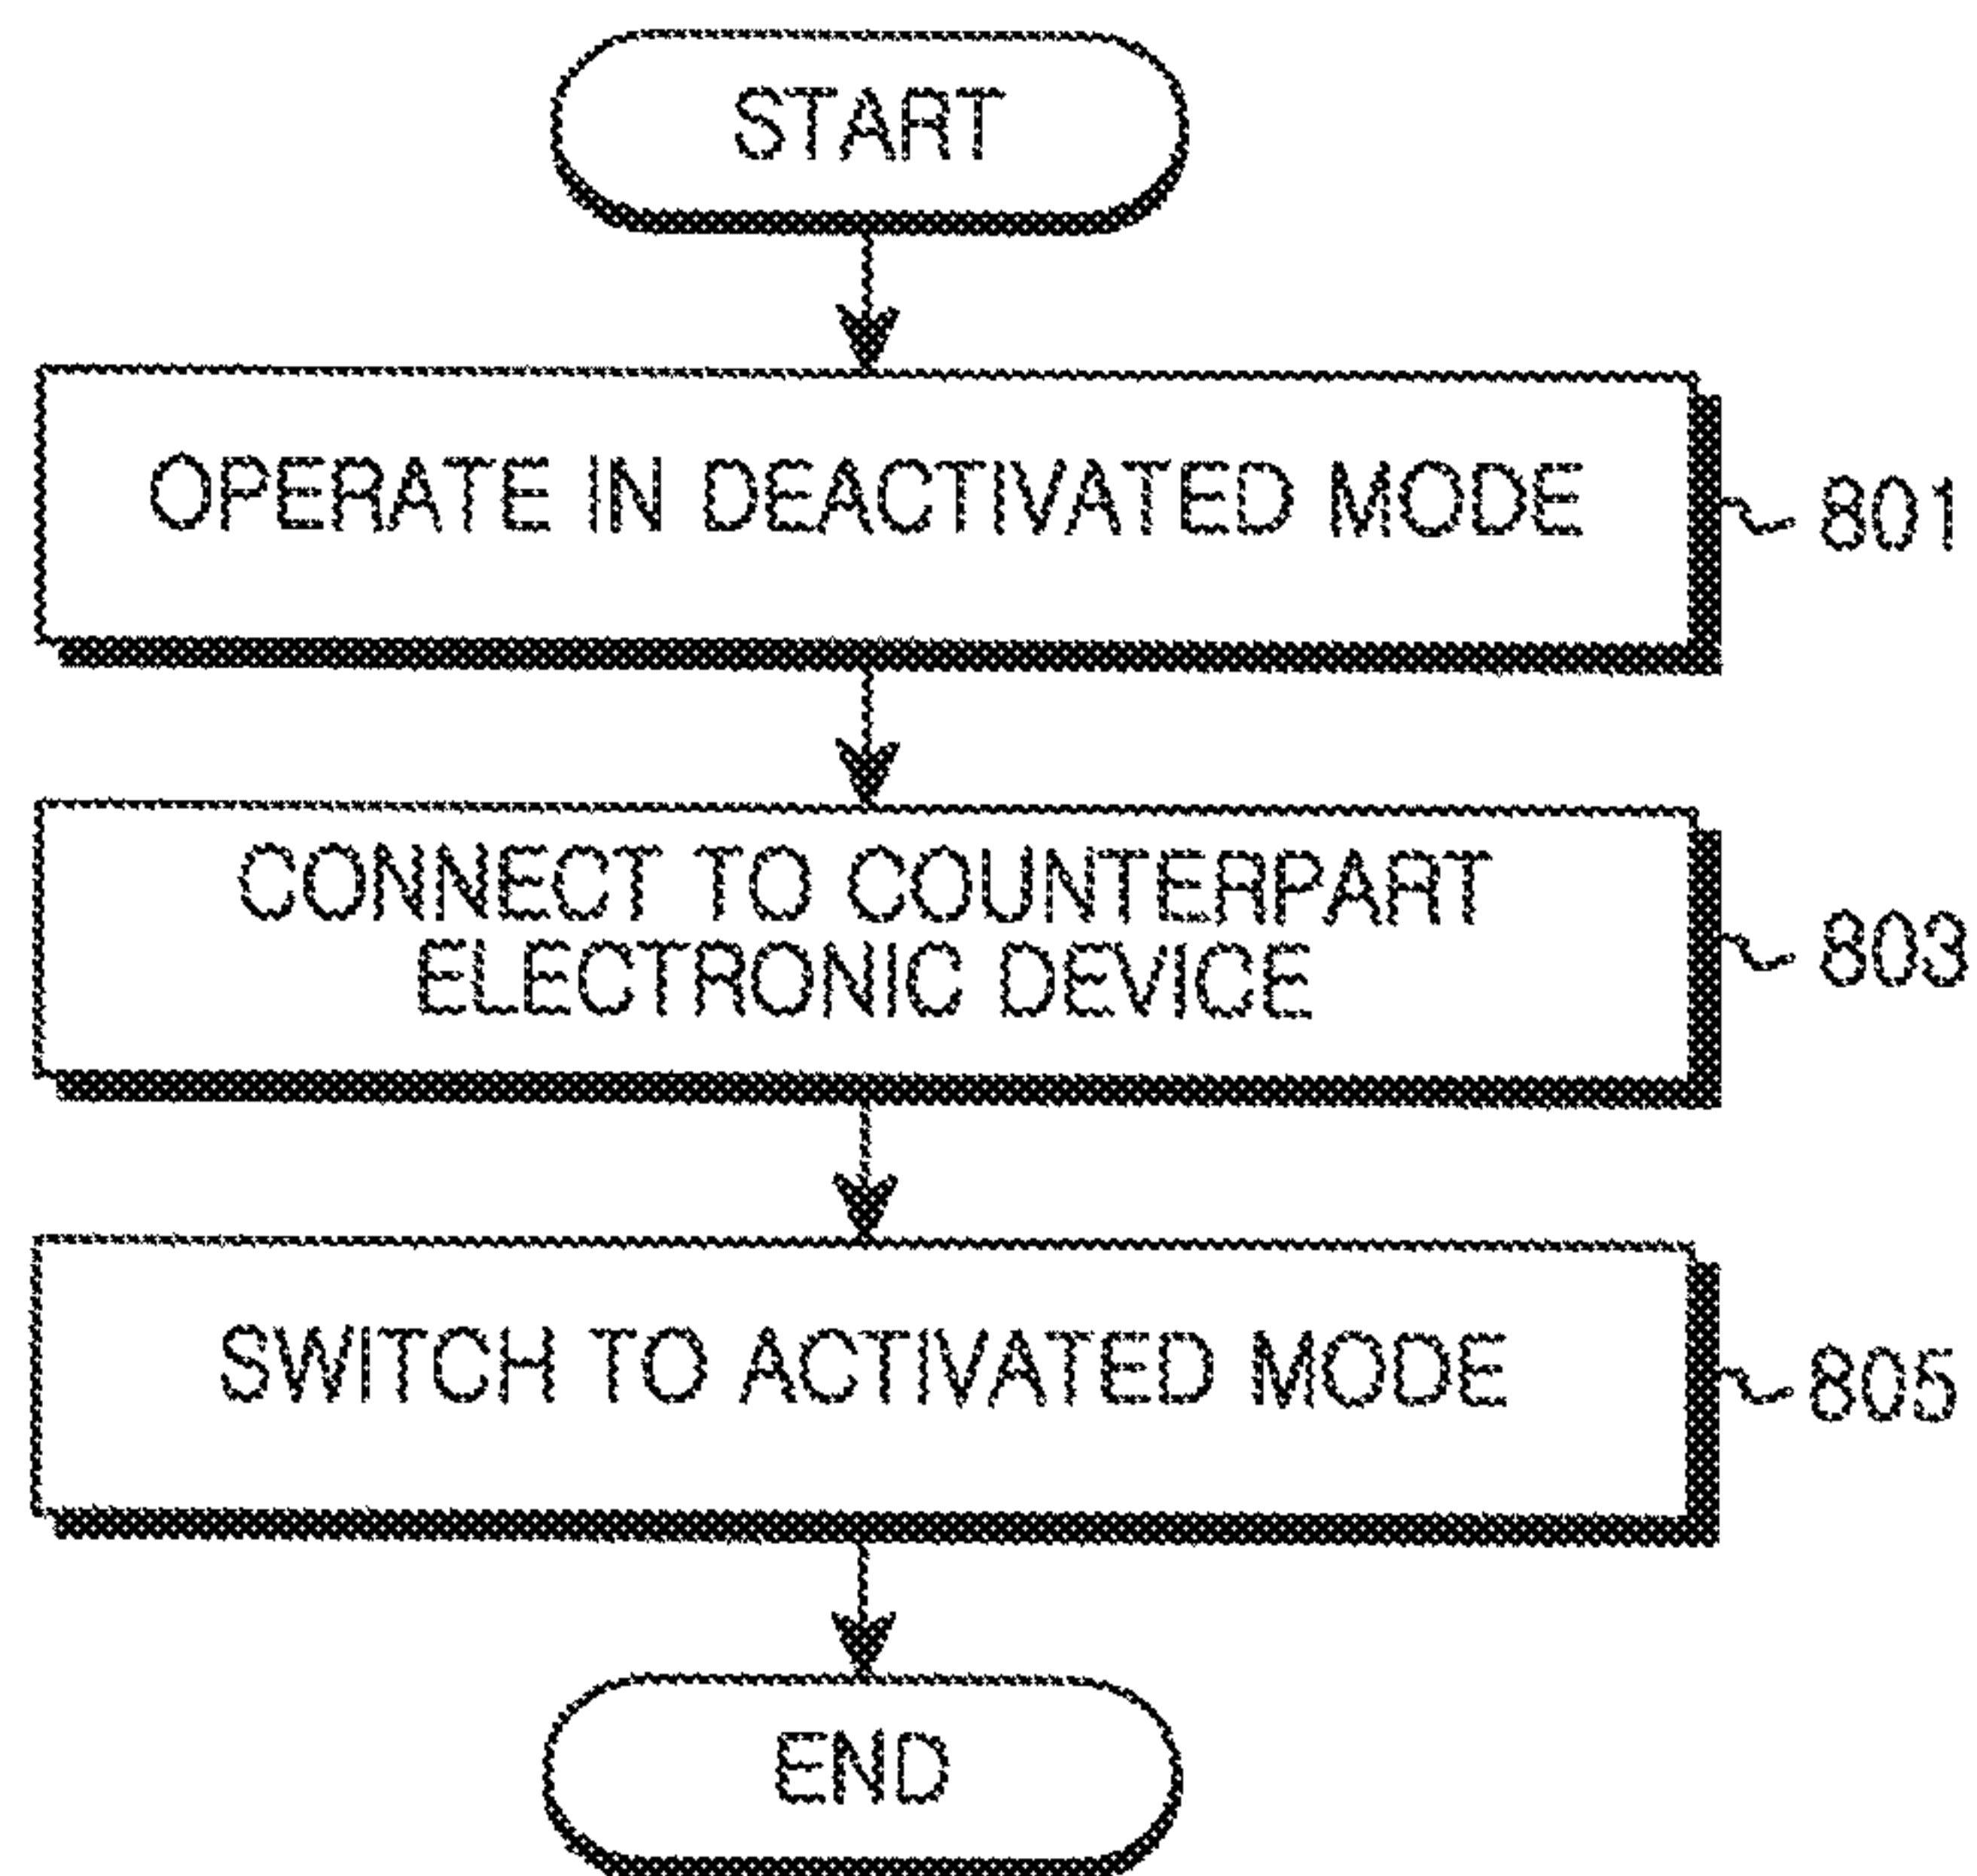 START
OPERATE IN DEACTIVATED MODE
801
CONNECT TO COUNTERPART
ELECTRONIC DEVICE
803
SWITCH TO ACTIVATED MODE
805
END